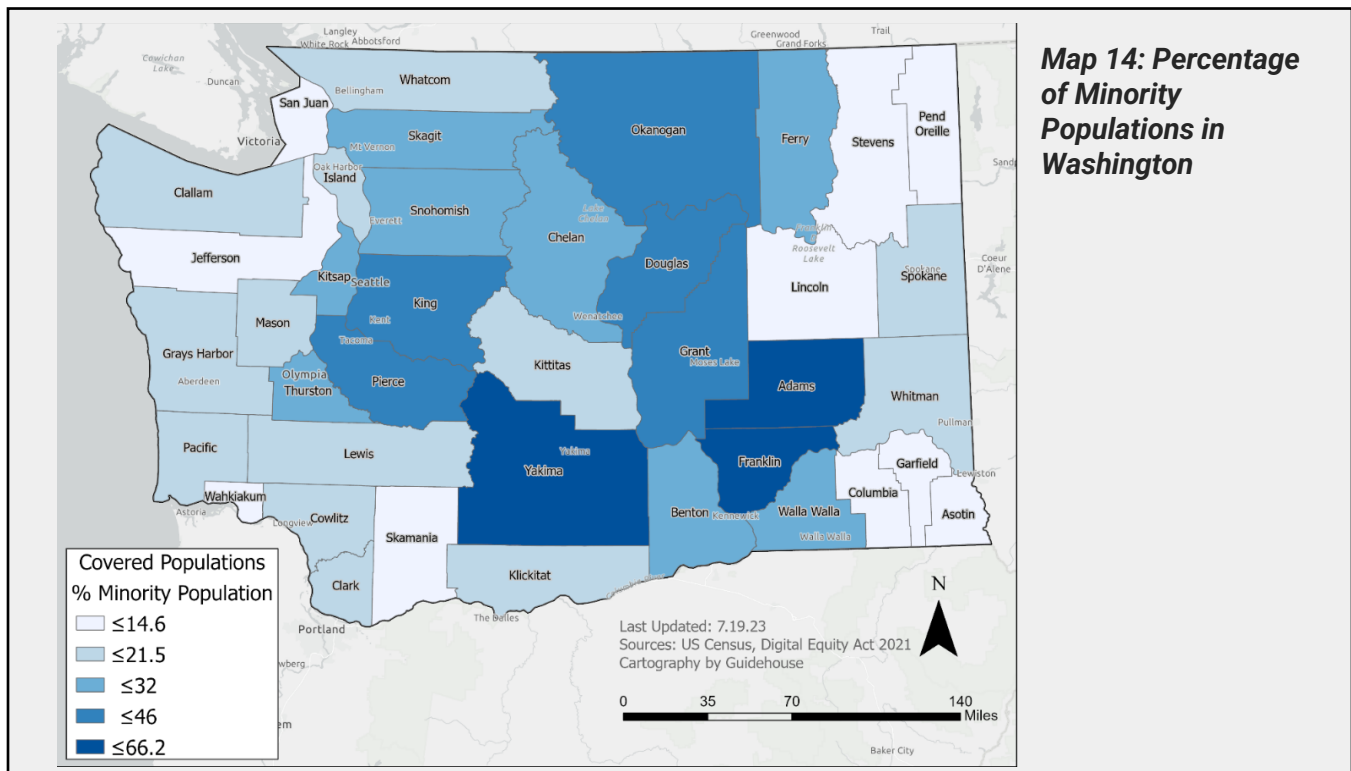 Map 14: Percentage
of Minority
Populations in
Washington
Langley
White Rock
Abbotsford
Greenwood
Grand Forks
Trail
Cowichan
Lake
Duncan
Victoria
San Juan
Bellingham
Whatcom
Okanogan
Ferry
Stevens
Pend
Oreille
Skagit
Mt Vernon
Oak Harbor
Island
Clallam
Snohomish
Everett
Lake
Chelan
Chelan
Franklin D
Roosevelt
Lake
Jefferson
Kitsap
Seattle
Douglas
Lincoln
Spokane
Spokane
Coeur
D'Alene
King
Kent
Mason
Wenatchee
Grant
Moses Lake
Grays Harbor
Aberdeen
Tacoma
Pierce
Kittitas
Olympia
Thurston
Adams
Whitman
Pullman
Pacific
Lewis
Yakima
Yakima
Franklin
Garfield
Lewiston
Wahkiakum
Astoria
Cowlitz
Longview
Skamania
Benton
Kennewick
Walla Walla
Walla Walla
Columbia
Asotin
Clark
Klickitat
Portland
The Dalles
wberg
em
Baker City
Covered Populations
% Minority Population
≤14.6
≤21.5
≤32
≤46
≤66.2
Last Updated: 7.19.23
Sources: US Census, Digital Equity Act 2021
Cartography by Guidehouse
N
0 35 70 140
Miles